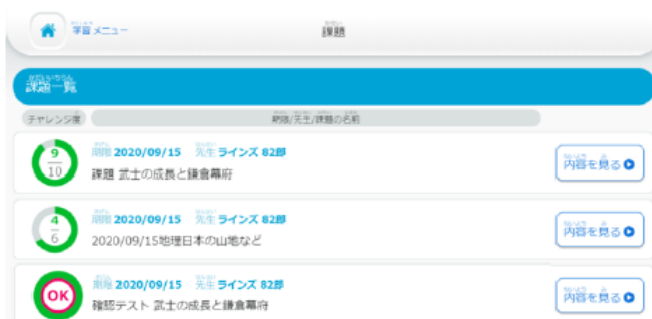 学習メニュー
課題
課題一覧
チャレンジ度
期限/先生/課題の名前
9
10
期限 2020/09/15 先生 ラインズ 82郎
課題 武士の成長と鎌倉幕府
内容を見る
4
6
期限 2020/09/15 先生 ラインズ 82郎
2020/09/15地理日本の山地など
内容を見る
OK
期限 2020/09/15 先生 ラインズ 82郎
確認テスト 武士の成長と鎌倉幕府
内容を見る